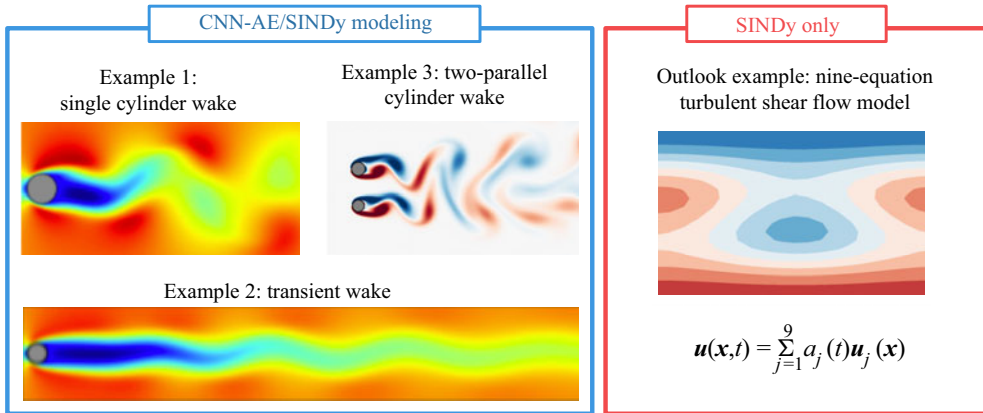 CNN-AE/SINDy modeling
Example 1:
single cylinder wake
Example 3: two-parallel
cylinder wake
Example 2: transient wake
SINDy only
Outlook example: nine-equation
turbulent shear flow model
u(x,t) = Σ_{j=1}^{9} a_j (t)u_j (x)